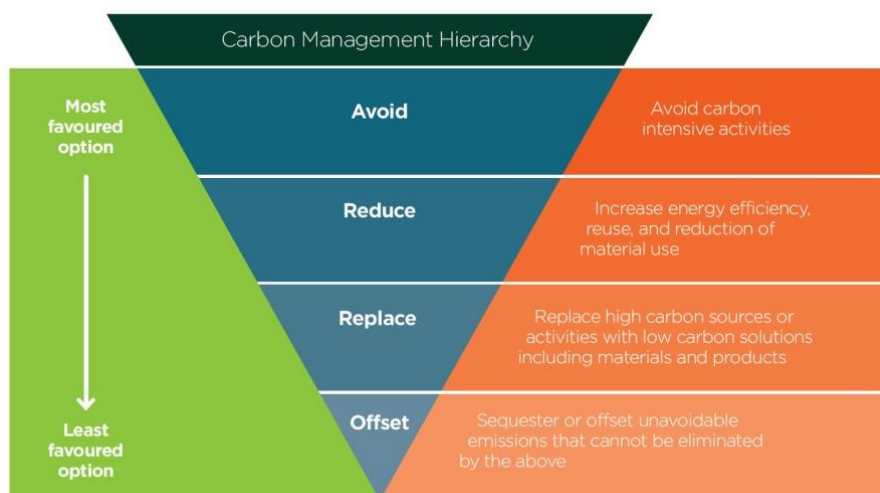 Carbon Management Hierarchy
Most
favoured
option
Avoid
Avoid carbon
intensive activities
Reduce
Increase energy efficiency,
reuse, and reduction of
material use
Replace
Replace high carbon sources or
activities with low carbon solutions
including materials and products
Least
favoured
option
Offset
Sequester or offset unavoidable
emissions that cannot be eliminated
by the above